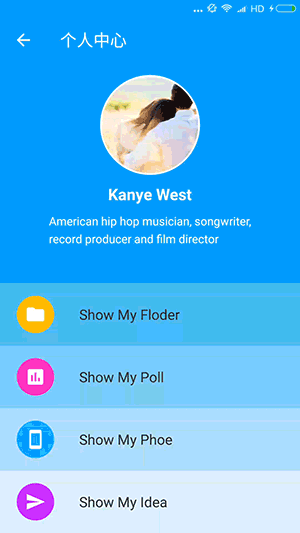 HD
个人中心
Kanye West
American hip hop musician, songwriter,
record producer and film director
Show My Floder
Show My Poll
Show My Phoe
Show My Idea